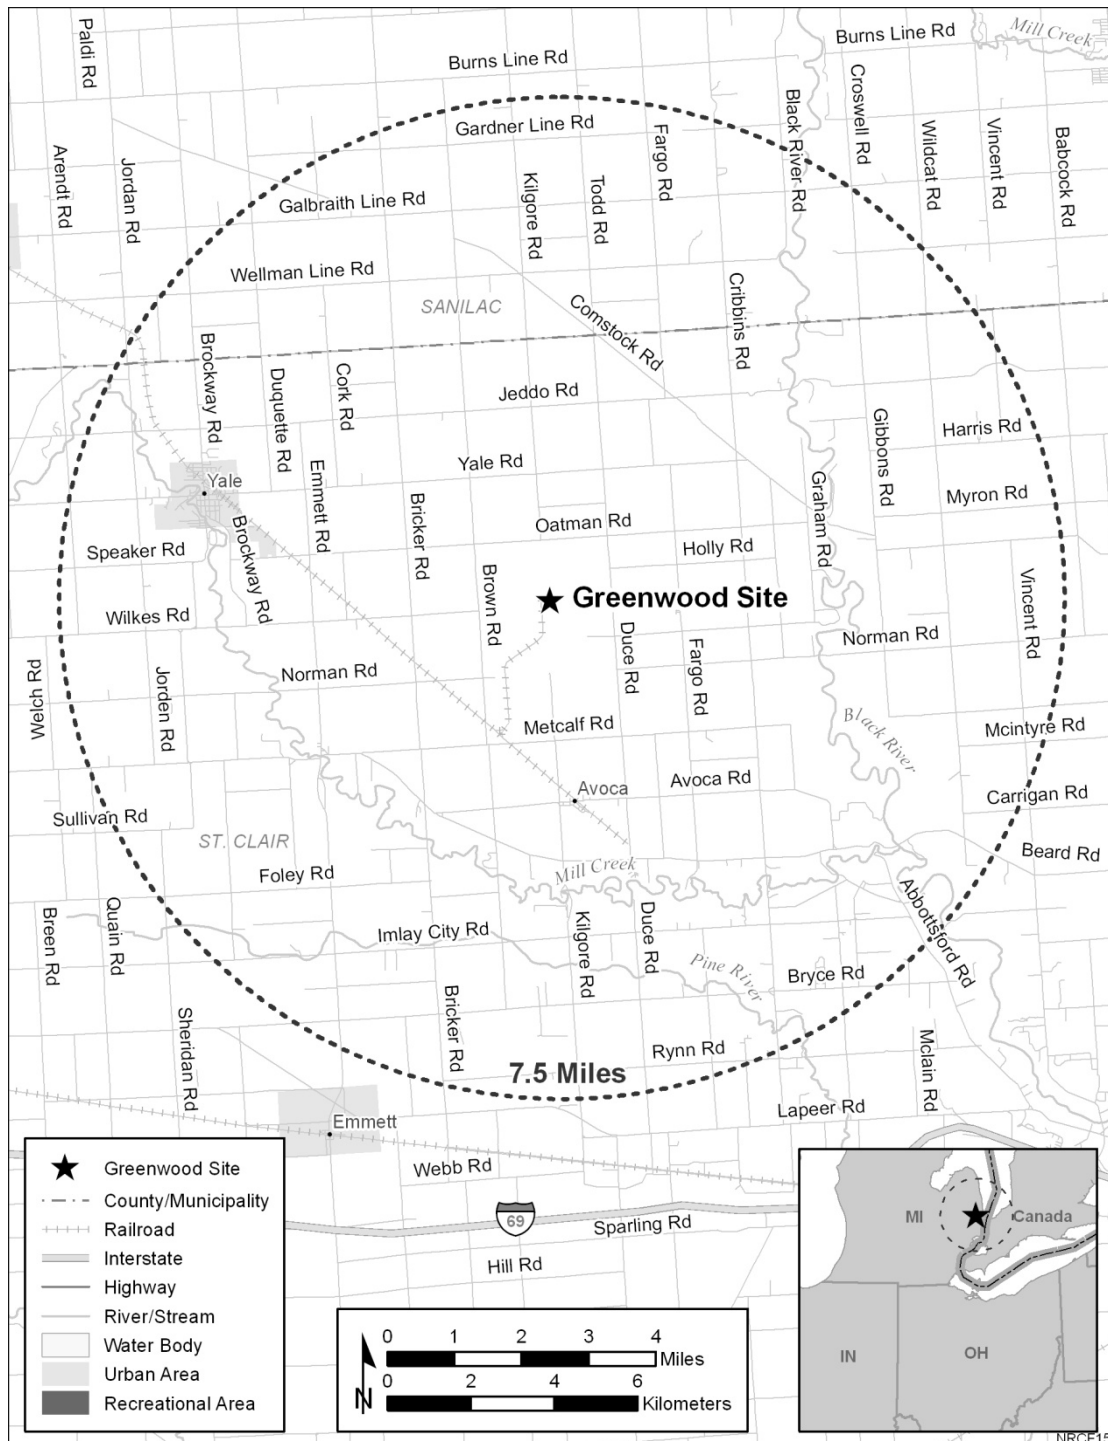 Paldi Rd
Burns Line Rd
Burns Line Rd
Mill Creek
Gardner Line Rd
Black River Rd
Croswell Rd
Wildcat Rd
Vincent Rd
Babcock Rd
Arendt Rd
Jordan Rd
Galbraith Line Rd
Kilgore Rd
Todd Rd
Fargo Rd
Wellman Line Rd
SANILAC
Comstock Rd
Cribbins Rd
Brockway Rd
Duquette Rd
Cork Rd
Jeddo Rd
Gibbons Rd
Harris Rd
Yale
Emmett Rd
Yale Rd
Bricker Rd
Graham Rd
Myron Rd
Oatman Rd
Speaker Rd
Brockway Rd
Holly Rd
Brown Rd
Greenwood Site
Vincent Rd
Wilkes Rd
Duce Rd
Fargo Rd
Norman Rd
Welch Rd
Jorden Rd
Norman Rd
Metcalf Rd
Black River
Mcintyre Rd
Avoca Rd
Avoca
Carrigan Rd
Sullivan Rd
ST. CLAIR
Foley Rd
Mill Creek
Beard Rd
Breen Rd
Quain Rd
Imlay City Rd
Kilgore Rd
Duce Rd
Pine River
Abbottsford Rd
Bryce Rd
Sheridan Rd
Bricker Rd
Rynn Rd
Mclain Rd
7.5 Miles
Lapeer Rd
Emmett
Webb Rd
69
Sparling Rd
Hill Rd
Greenwood Site
County/Municipality
Railroad
Interstate
Highway
River/Stream
Water Body
Urban Area
Recreational Area
N
0 1 2 3 4
Miles
0 2 4 6
Kilometers
MI
Canada
IN
OH
NRCF15